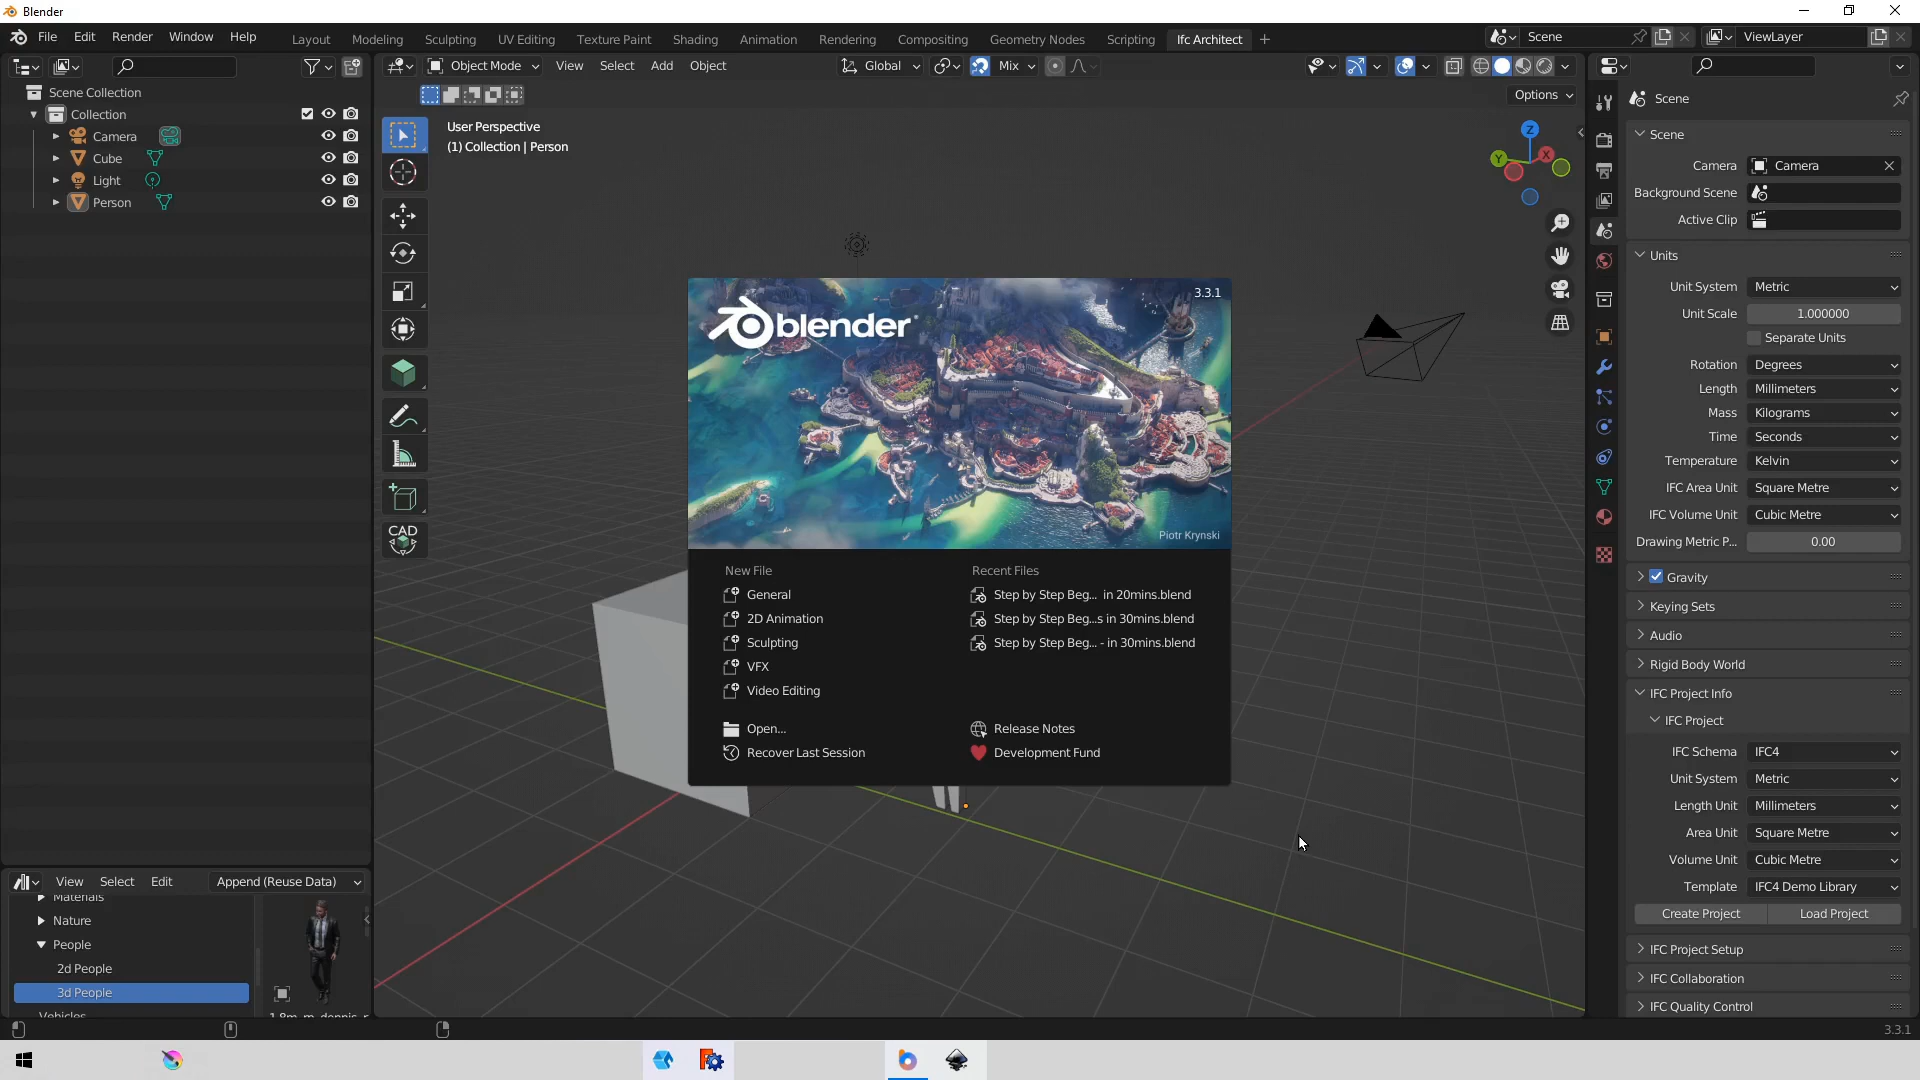 Blender
File Edit Render Window Help
Layout Modeling Sculpting UV Editing Texture Paint Shading Animation Rendering Compositing Geometry Nodes Scripting Ifc Architect
Scene
ViewLayer
Object Mode View Select Add Object
Global
Mix
Options
Scene Collection
Collection
Camera
Cube
Light
Person
User Perspective
(1) Collection | Person
CAD
Z
Y
X
blender
3.3.1
Piotr Krynski
New File
General
2D Animation
Sculpting
VFX
Video Editing
Open...
Recover Last Session
Recent Files
Step by Step Beg... in 20mins.blend
Step by Step Beg...s in 30mins.blend
Step by Step Beg... - in 30mins.blend
Release Notes
Development Fund
Scene
Scene
Camera Camera
Background Scene
Active Clip
Units
Unit System Metric
Unit Scale 1.000000
Separate Units
Rotation Degrees
Length Millimeters
Mass Kilograms
Time Seconds
Temperature Kelvin
IFC Area Unit Square Metre
IFC Volume Unit Cubic Metre
Drawing Metric P... 0.00
Gravity
Keying Sets
Audio
Rigid Body World
IFC Project Info
IFC Project
IFC Schema IFC4
Unit System Metric
Length Unit Millimeters
Area Unit Square Metre
Volume Unit Cubic Metre
Template IFC4 Demo Library
Create Project Load Project
IFC Project Setup
IFC Collaboration
IFC Quality Control
View Select Edit Append (Reuse Data)
Materials
Nature
People
2d People
3d People
Vehicles
3.3.1